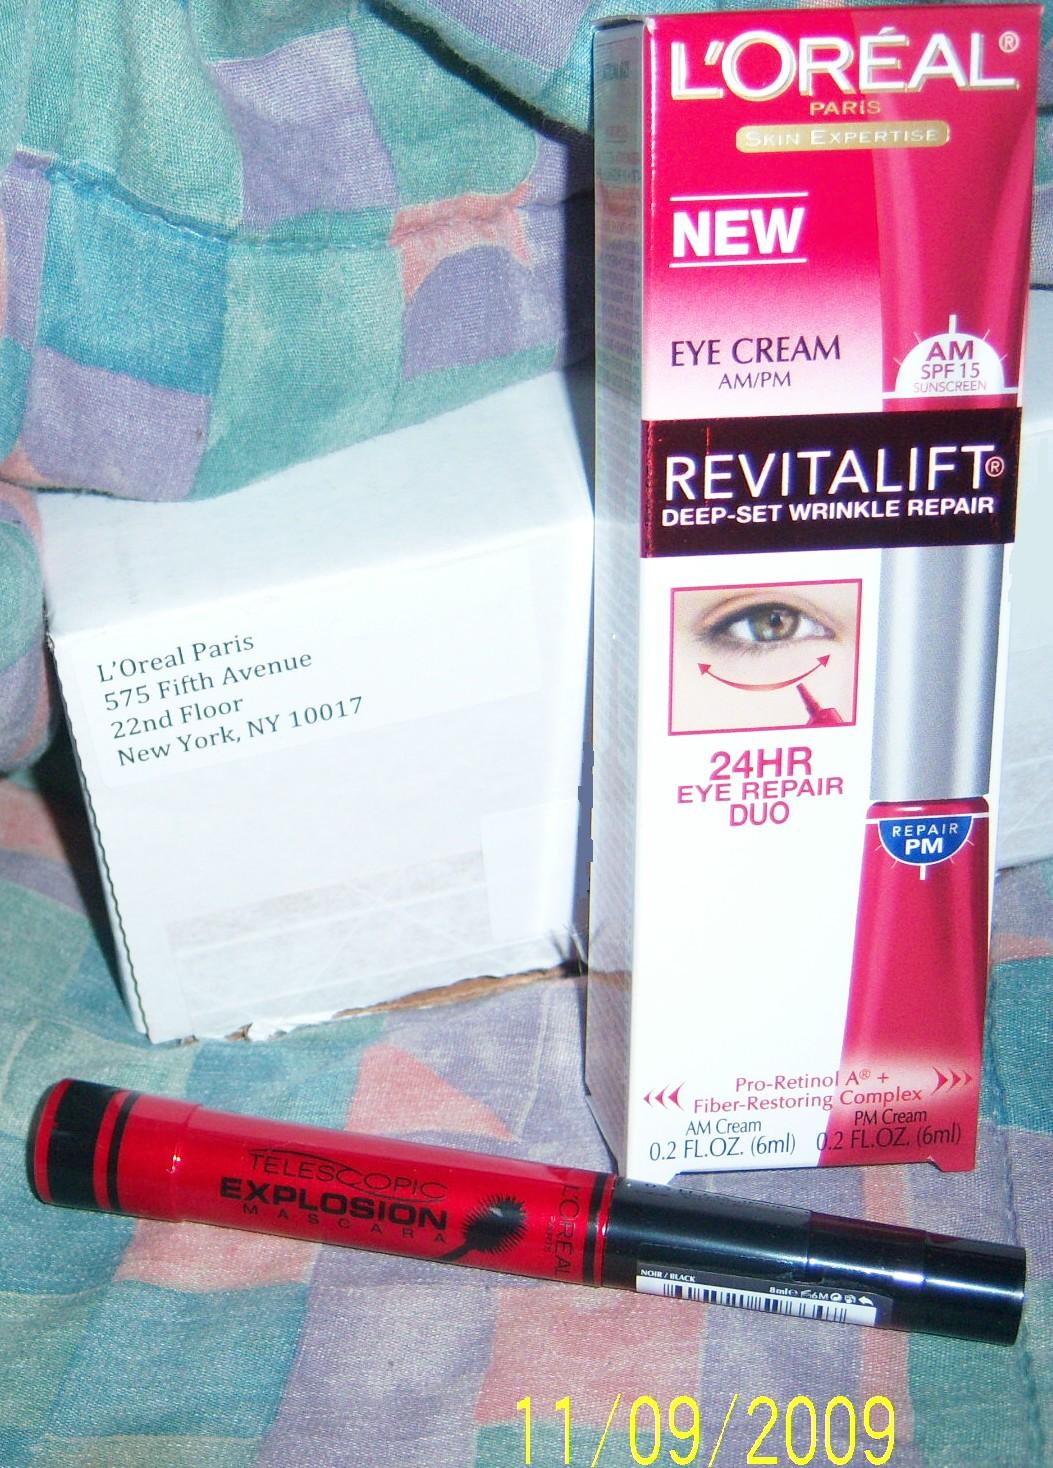 L'ORÉAL®
PARIS
SKIN EXPERTISE
NEW
EYE CREAM
AM/PM
AM
SPF 15
SUNSCREEN
REVITALIFT®
DEEP-SET WRINKLE REPAIR
24HR
EYE REPAIR
DUO
REPAIR
PM
Pro-Retinol A® +
Fiber-Restoring Complex
AM Cream
0.2 FL.OZ. (6ml)
PM Cream
0.2 FL.OZ. (6ml)
L'Oreal Paris
575 Fifth Avenue
22nd Floor
New York, NY 10017
TELESCOPIC
EXPLOSION
MASCARA
L'ORÉAL
PARIS
NOIR / BLACK
8ml e 6M
11/09/2009